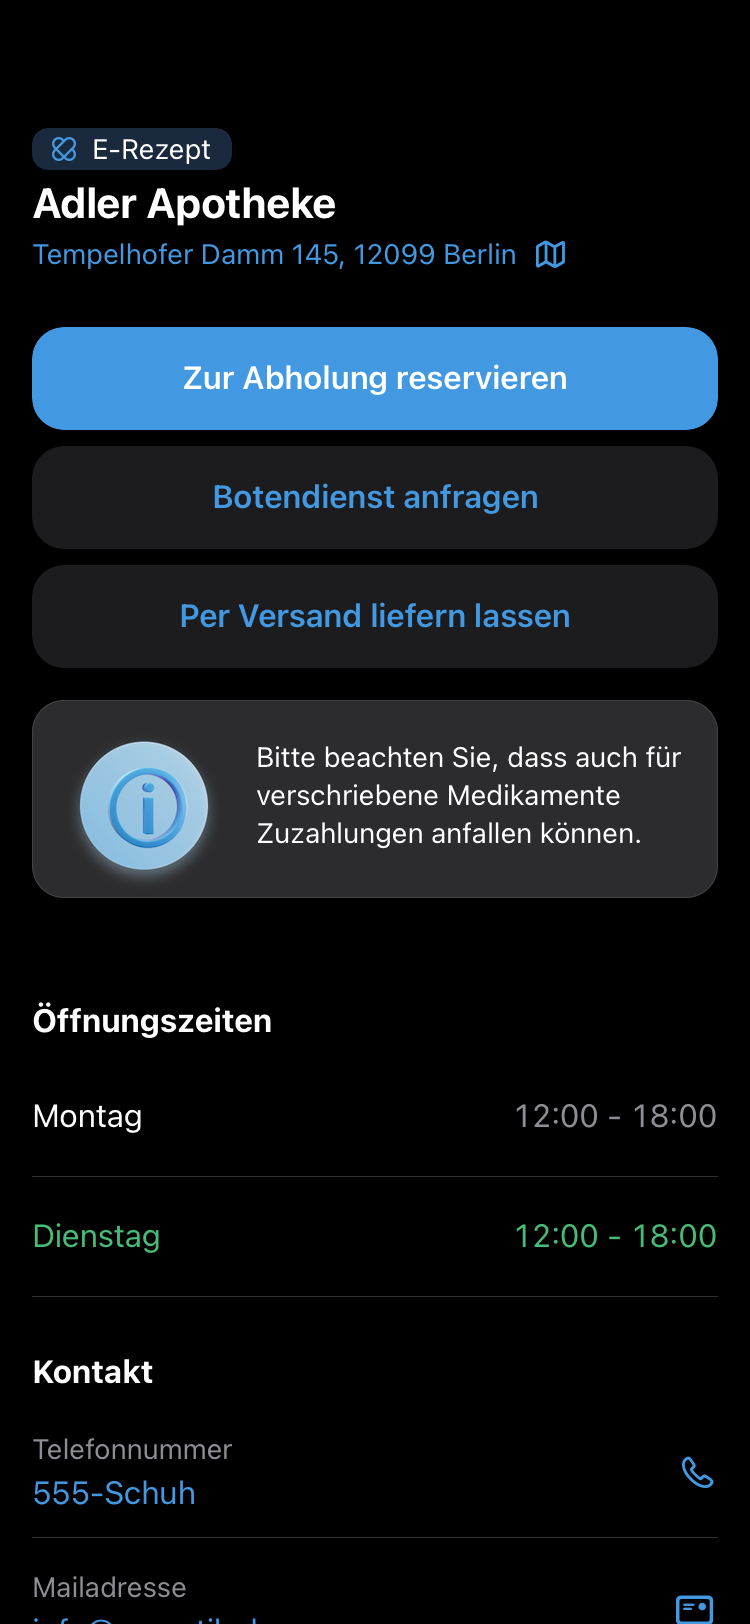 E-Rezept
Adler Apotheke
Tempelhofer Damm 145, 12099 Berlin
Zur Abholung reservieren
Botendienst anfragen
Per Versand liefern lassen
Bitte beachten Sie, dass auch für
verschriebene Medikamente
Zuzahlungen anfallen können.
Öffnungszeiten
Montag 12:00 - 18:00
Dienstag 12:00 - 18:00
Kontakt
Telefonnummer
555-Schuh
Mailadresse